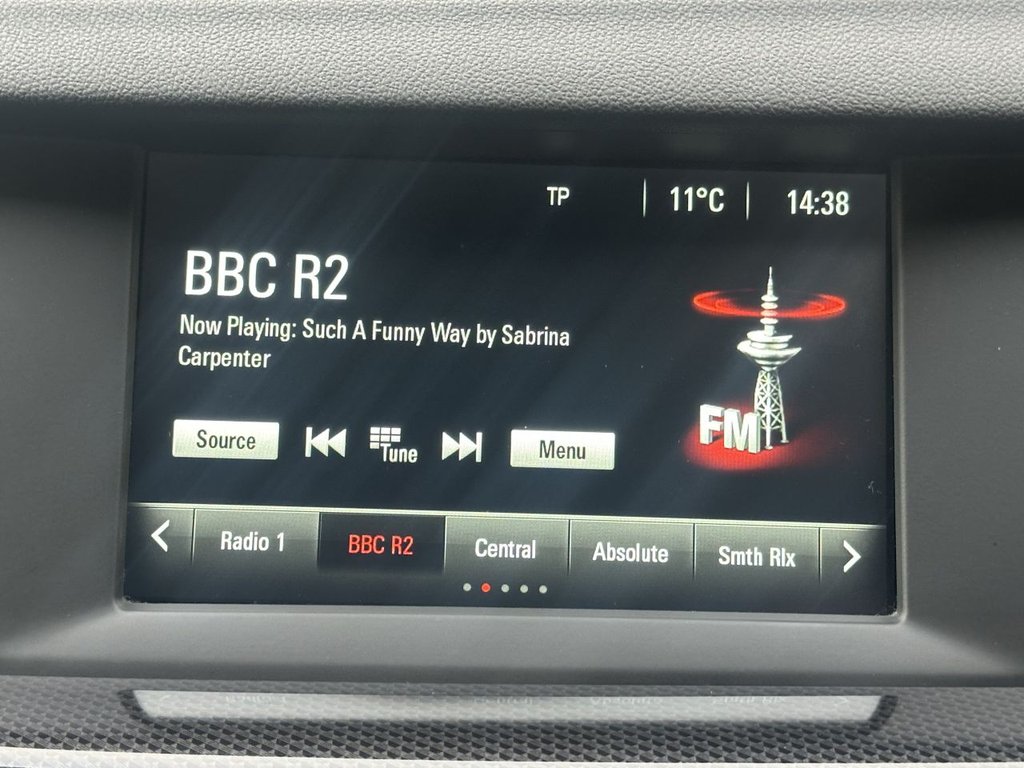 TP 11°C 14:38
BBC R2
Now Playing: Such A Funny Way by Sabrina
Carpenter
FM
Source Tune Menu
Radio 1 BBC R2 Central Absolute Smth Rlx